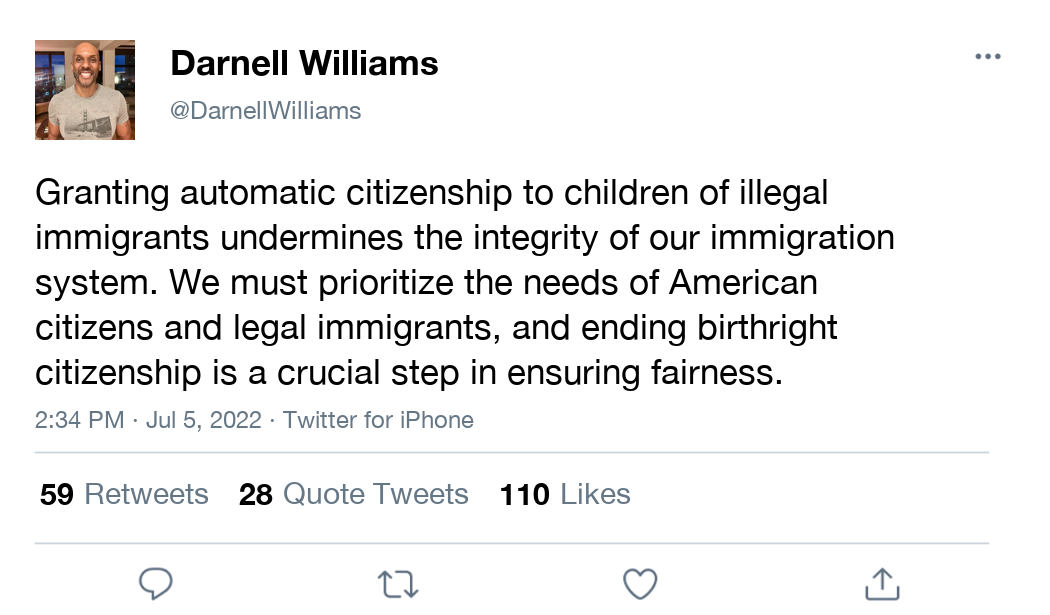 Darnell Williams
@DarnellWilliams
Granting automatic citizenship to children of illegal
immigrants undermines the integrity of our immigration
system. We must prioritize the needs of American
citizens and legal immigrants, and ending birthright
citizenship is a crucial step in ensuring fairness.
2:34 PM · Jul 5, 2022 · Twitter for iPhone
59 Retweets 28 Quote Tweets 110 Likes